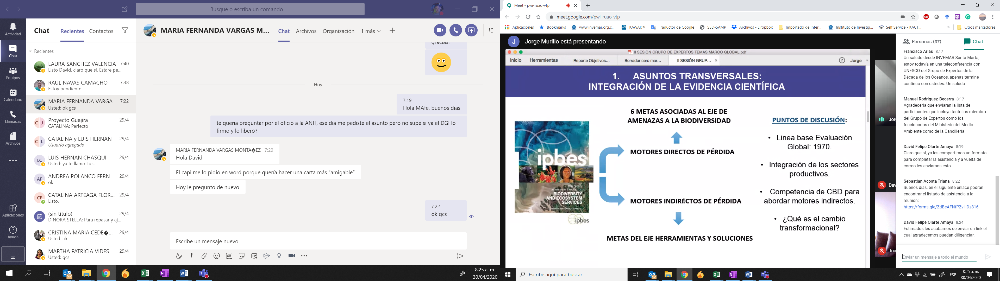 Busque o escriba un comando
Actividad
Chat
Equipos
Calendario
Llamadas
Archivos
Aplicaciones
Ayuda
Chat
Recientes
Contactos
Recientes
LAURA SANCHEZ VALENCIA 7:40
Listo David, claro que si. Estare pe...
RAUL NAVAS CAMACHO 7:38
Estoy pendiente
MARIA FERNANDA VARGA... 7:22
Usted: ok gcs
CJ
Proyecto Guajira 29/4
CATALINA: Perfecto
CL
CATALINA y LUIS HERNAN 29/4
Usuario agregado
LC
LUIS HERNAN CHASQUI 29/4
Usted: ya te llamo Luis
AF
ANDREA POLANCO FERN... 29/4
ok
CF
CATALINA ARTEAGA FLOR... 29/4
Listo.
(sin título) 29/4
DINORA STELLA: Para repasar y aj...
CRISTINA MARIA CEDE�... 29/4
Usted: ok
MARTHA PATRICIA VIDES ... 29/4
Usted: gcs
MARIA FERNANDA VARGAS M...
Chat
Archivos
Organización
1 más
gracias!
Hoy
7:19
Hola MAfe, buenos dias
te queria preguntar por el oficio a la ANH, ese dia me pediste el asunto pero no supe si ya el DGI lo
firmo y lo liberó?
MARIA FERNANDA VARGAS MONTA�EZ 7:20
Hola David
El capi me lo pidió en word porque quería hacer una carta más “amigable”
Hoy le pregunto de nuevo
7:22
ok gcs
Escribe un mensaje nuevo
GIF
8:25 a. m.
30/04/2020
Meet - pwi-ruao-vtp
meet.google.com/pwi-ruao-vtp
ABP
Aplicaciones
Bookmarks
www.invemar.org.c...
KAWAK®
Traductor de Google
SSD-SAMP
Archivos - Dropbox
Importado de Inter...
Instituto de Investig...
Self Service - KACT...
»
Otros marcadores
J
Jorge Murillo está presentando
II SESIÓN GRUPO DE EXPERTOS TEMAS MARCO GLOBAL.pdf
Inicio
Herramientas
Reporte Objetivos...
Borrador cero mar...
II SESIÓN GRUP...
Jorge
1. ASUNTOS TRANSVERSALES:
INTEGRACIÓN DE LA EVIDENCIA CIENTÍFICA
ipbes
The global
assessment report on
BIODIVERSITY
AND ECOSYSTEM
SERVICES
SUMMARY FOR POLICYMAKERS
ipbes
6 METAS ASOCIADAS AL EJE DE
AMENAZAS A LA BIODIVERSIDAD
MOTORES DIRECTOS DE PÉRDIDA
MOTORES INDIRECTOS DE PÉRDIDA
METAS DEL EJE HERRAMIENTAS Y SOLUCIONES
PUNTOS DE DISCUSIÓN:
• Linea base Evaluación
Global: 1970.
• Integración de los sectores
productivos.
• Competencia de CBD para
abordar motores indirectos.
• ¿Qué es el cambio
transformacional?
Jor
Dav
Jua
Personas (37)
Chat
Francisco Arias 8:17
Un saludo desde INVEMAR Santa Marta,
estoy todavía en una teleconferencia con
UNESCO del Grupo de Expertos de la
Década de los Oceanos, apenas termine
continuo con ustedes. Un saludo
Manuel Rodriguez-Becerra 8:17
Agradecería que enviaran la lista de
participantes que incluya tanto los miembro
del Grupo de Expertos como los
funcionarios del Ministerio del Medio
Ambiente como de la Cancillería
David Felipe Olarte Amaya 8:19
Claro que si, ya les compartimos un formato
para completar la asistencia y a vuelta de
correo les enviamos esto.
Sebastian Acosta Triana 8:22
Buenos días, en el siguiente enlace podrán
encontrar el listado de asistencia a la
reunión:
https://forms.gle/ZdBeAFNfPZvHDz816
David Felipe Olarte Amaya 8:24
Estimados les acabamos de enviar un link el
cual agradecemos puedan diligenciar.
Enviar un mensaje a todo el mundo
Escribe aquí para buscar
ESP
8:25 a. m.
30/04/2020